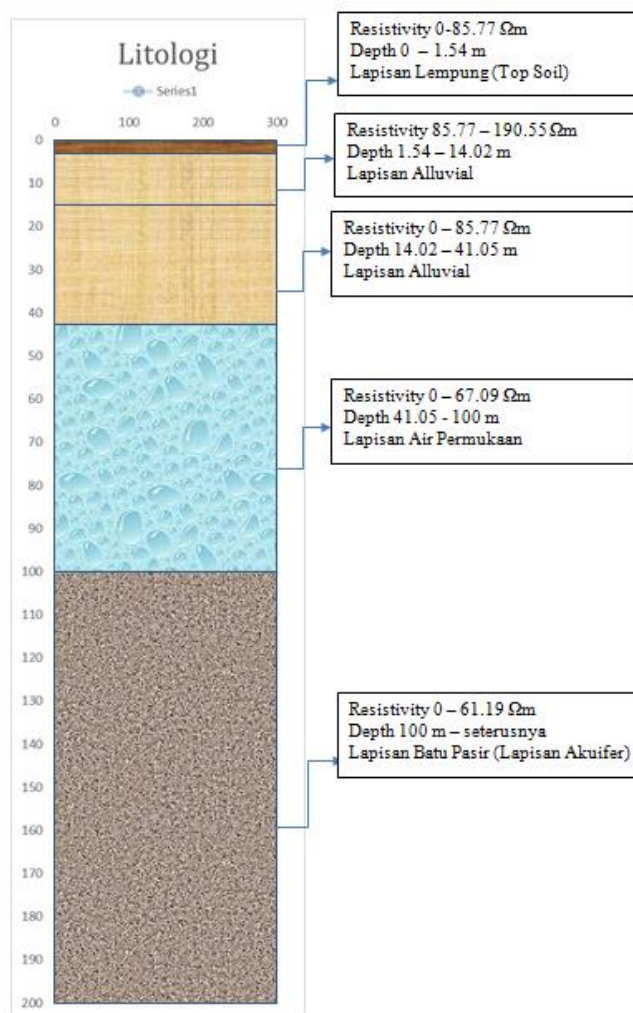 Litologi
Series1
0 100 200 300
0
10
20
30
40
50
60
70
80
90
100
110
120
130
140
150
160
170
180
190
200
Resistivity 0-85.77 Ωm
Depth 0 – 1.54 m
Lapisan Lempung (Top Soil)
Resistivity 85.77 – 190.55 Ωm
Depth 1.54 – 14.02 m
Lapisan Alluvial
Resistivity 0 – 85.77 Ωm
Depth 14.02 – 41.05 m
Lapisan Alluvial
Resistivity 0 – 67.09 Ωm
Depth 41.05 - 100 m
Lapisan Air Permukaan
Resistivity 0 – 61.19 Ωm
Depth 100 m – seterusnya
Lapisan Batu Pasir (Lapisan Akuifer)